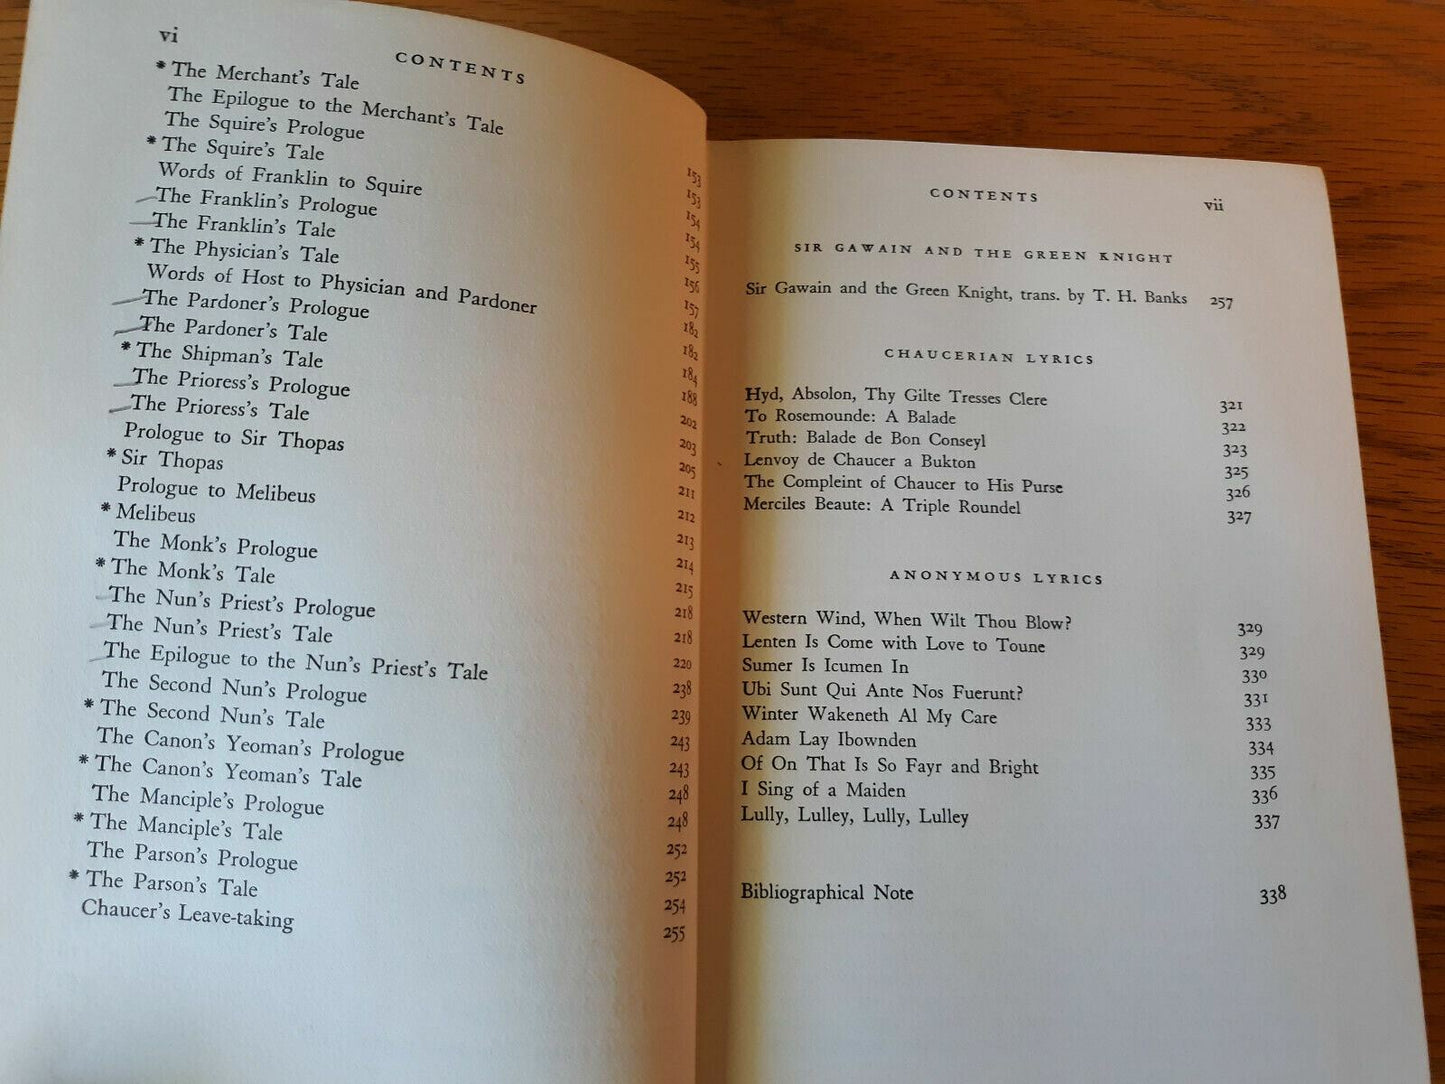 vi
CONTENTS
* The Merchant's Tale 153
The Epilogue to the Merchant's Tale 153
The Squire's Prologue 154
* The Squire's Tale 154
Words of Franklin to Squire 155
The Franklin's Prologue 156
The Franklin's Tale 157
* The Physician's Tale 182
Words of Host to Physician and Pardoner 182
The Pardoner's Prologue 184
The Pardoner's Tale 188
* The Shipman's Tale 202
The Prioress's Prologue 203
The Prioress's Tale 205
Prologue to Sir Thopas 211
* Sir Thopas 212
Prologue to Melibeus 213
* Melibeus 214
The Monk's Prologue 215
* The Monk's Tale 218
The Nun's Priest's Prologue 218
The Nun's Priest's Tale 220
The Epilogue to the Nun's Priest's Tale 238
The Second Nun's Prologue 239
* The Second Nun's Tale 243
The Canon's Yeoman's Prologue 243
* The Canon's Yeoman's Tale 248
The Manciple's Prologue 248
* The Manciple's Tale 252
The Parson's Prologue 252
* The Parson's Tale 254
Chaucer's Leave-taking 255
CONTENTS vii
SIR GAWAIN AND THE GREEN KNIGHT
Sir Gawain and the Green Knight, trans. by T. H. Banks 257
CHAUCERIAN LYRICS
Hyd, Absolon, Thy Gilte Tresses Clere 321
To Rosemounde: A Balade 322
Truth: Balade de Bon Conseyl 323
Lenvoy de Chaucer a Bukton 325
The Compleint of Chaucer to His Purse 326
Merciles Beaute: A Triple Roundel 327
ANONYMOUS LYRICS
Western Wind, When Wilt Thou Blow? 329
Lenten Is Come with Love to Toune 329
Sumer Is Icumen In 330
Ubi Sunt Qui Ante Nos Fuerunt? 331
Winter Wakeneth Al My Care 333
Adam Lay Ibownden 334
Of On That Is So Fayr and Bright 335
I Sing of a Maiden 336
Lully, Lulley, Lully, Lulley 337
Bibliographical Note 338